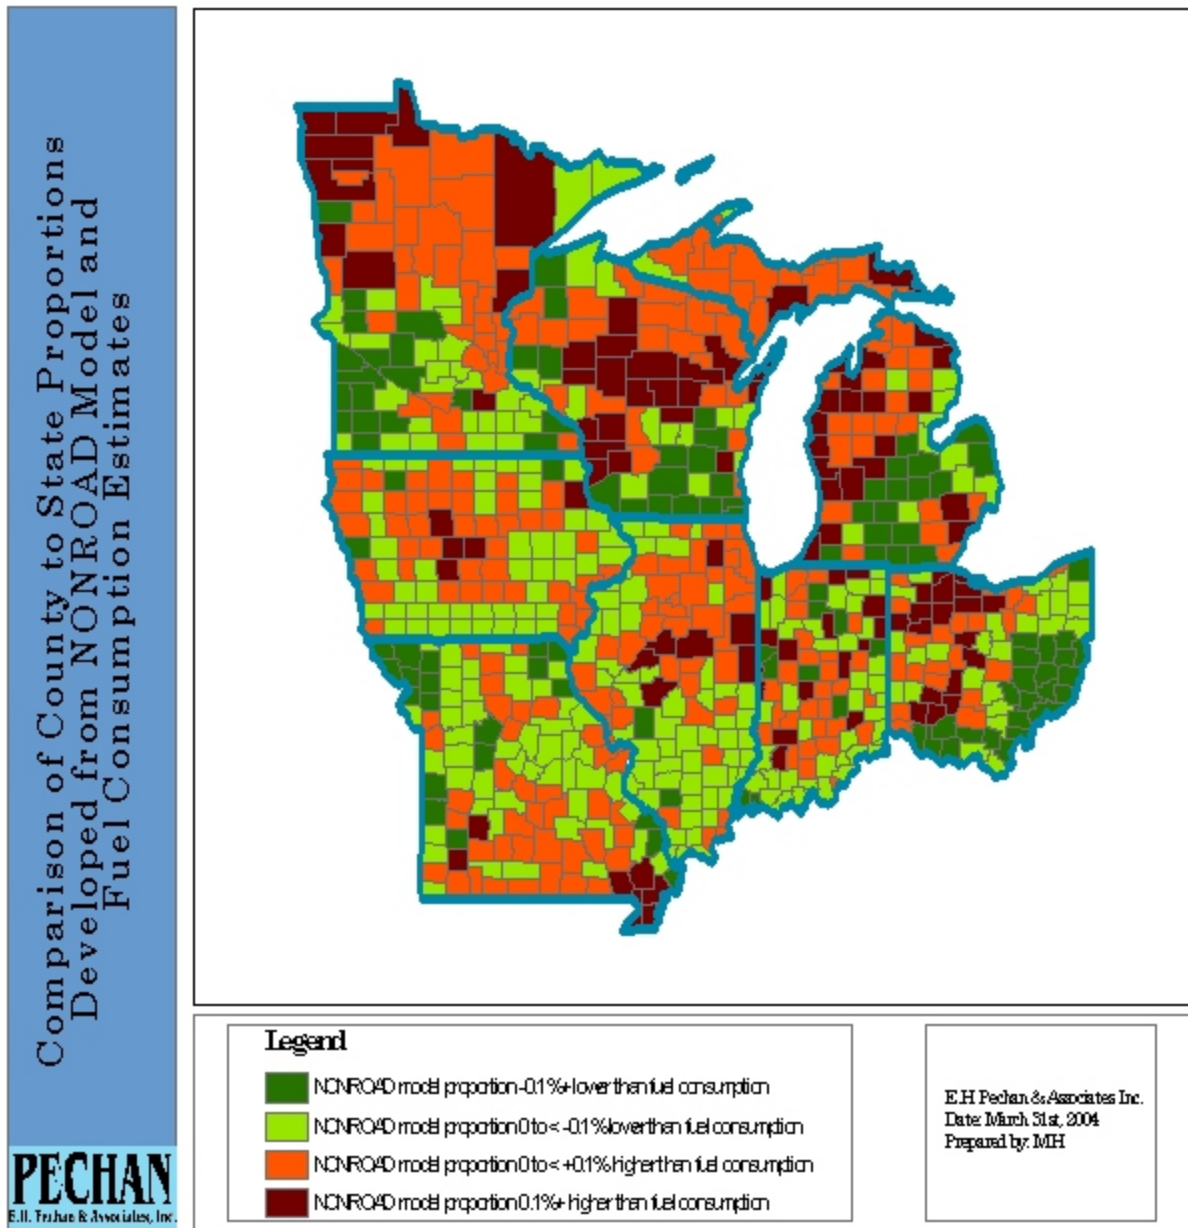 Comparison of County to State Proportions
Developed from NONROAD Model and
Fuel Consumption Estimates
PECHAN
E.H. Pechan & Associates, Inc.
Legend
NONROAD model proportion -0.1%+ lower than fuel consumption
NONROAD model proportion 0 to < -0.1% lower than fuel consumption
NONROAD model proportion 0 to < +0.1% higher than fuel consumption
NONROAD model proportion 0.1%+ higher than fuel consumption
E.H. Pechan & Associates Inc.
Date: March 31st, 2004
Prepared by: MH